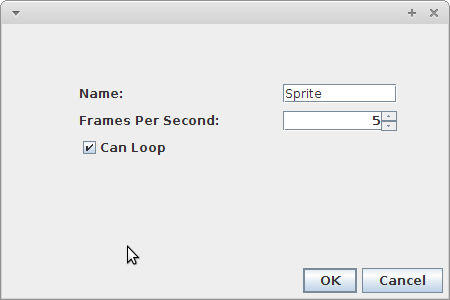 Name: Sprite
Frames Per Second: 5
Can Loop
OK Cancel